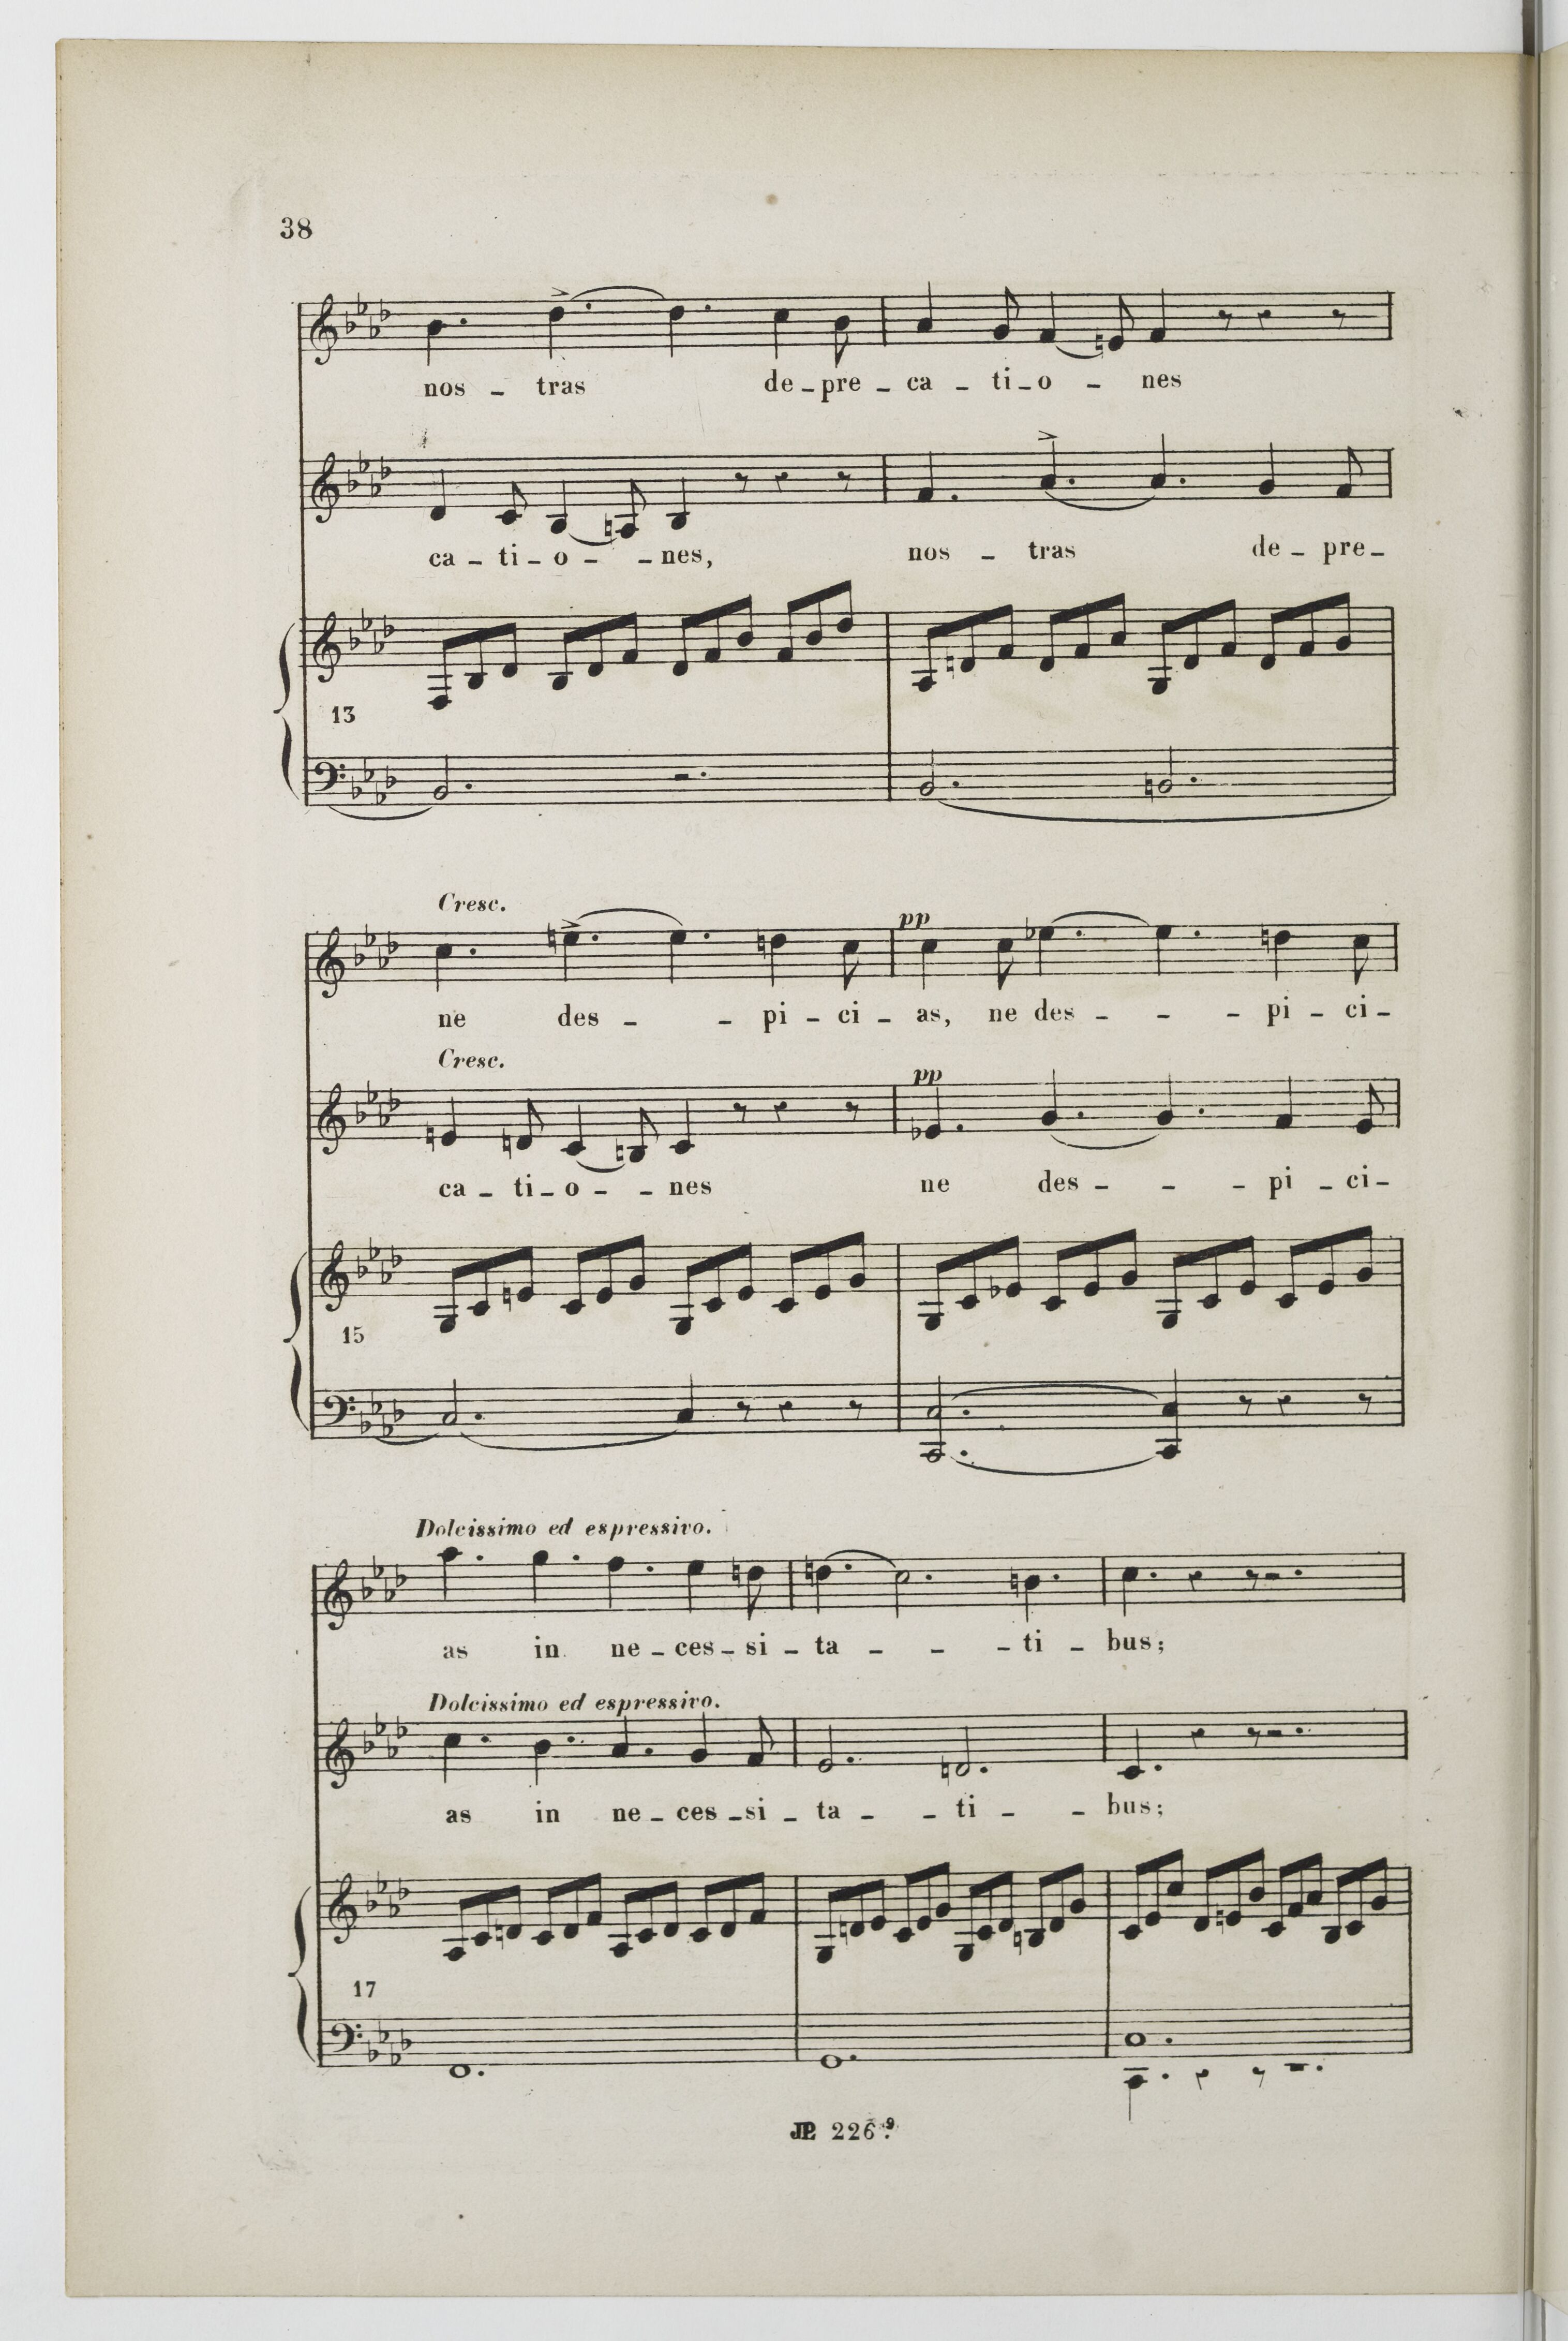 38
nos - tras de - pre - ca - ti - o - nes
ca - ti - o - - nes, nos - tras de - pre -
13
Cresc.
ne des - - pi - ci - as, ne des - - - pi - ci -
Cresc.
pp
pp
ca - ti - o - - nes ne des - - - pi - ci -
15
Dolcissimo ed espressivo.
as in ne - ces - si - ta - - - ti - bus;
Dolcissimo ed espressivo.
as in ne - ces - si - ta - - ti - - bus;
17
JP. 226.9